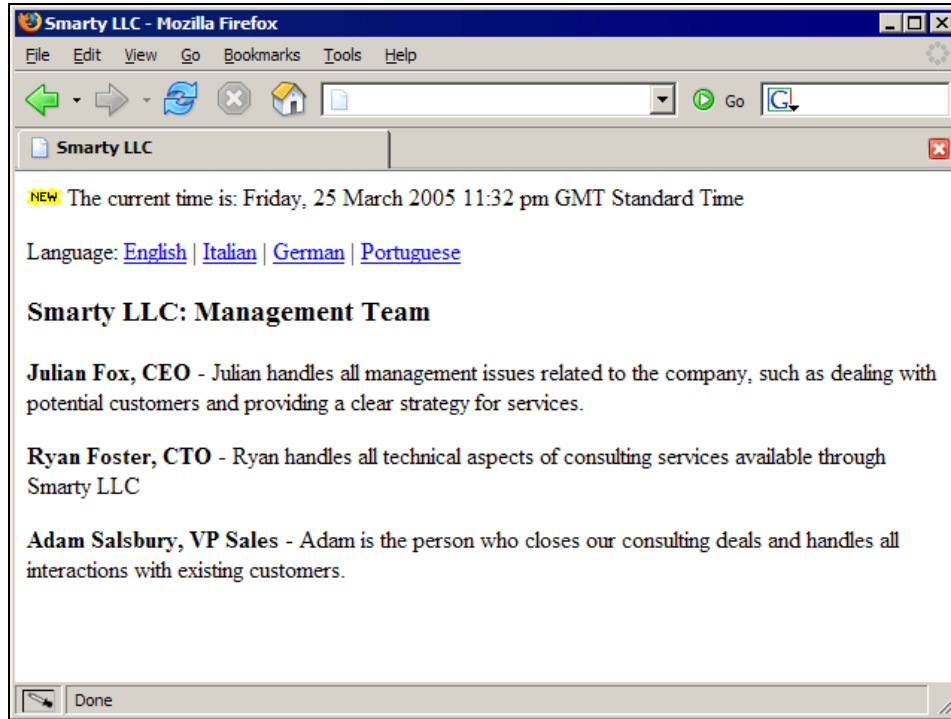 Smarty LLC - Mozilla Firefox
File Edit View Go Bookmarks Tools Help
Go G
Smarty LLC
NEW The current time is: Friday, 25 March 2005 11:32 pm GMT Standard Time
Language: English | Italian | German | Portuguese
Smarty LLC: Management Team
Julian Fox, CEO - Julian handles all management issues related to the company, such as dealing with
potential customers and providing a clear strategy for services.
Ryan Foster, CTO - Ryan handles all technical aspects of consulting services available through
Smarty LLC
Adam Salsbury, VP Sales - Adam is the person who closes our consulting deals and handles all
interactions with existing customers.
Done